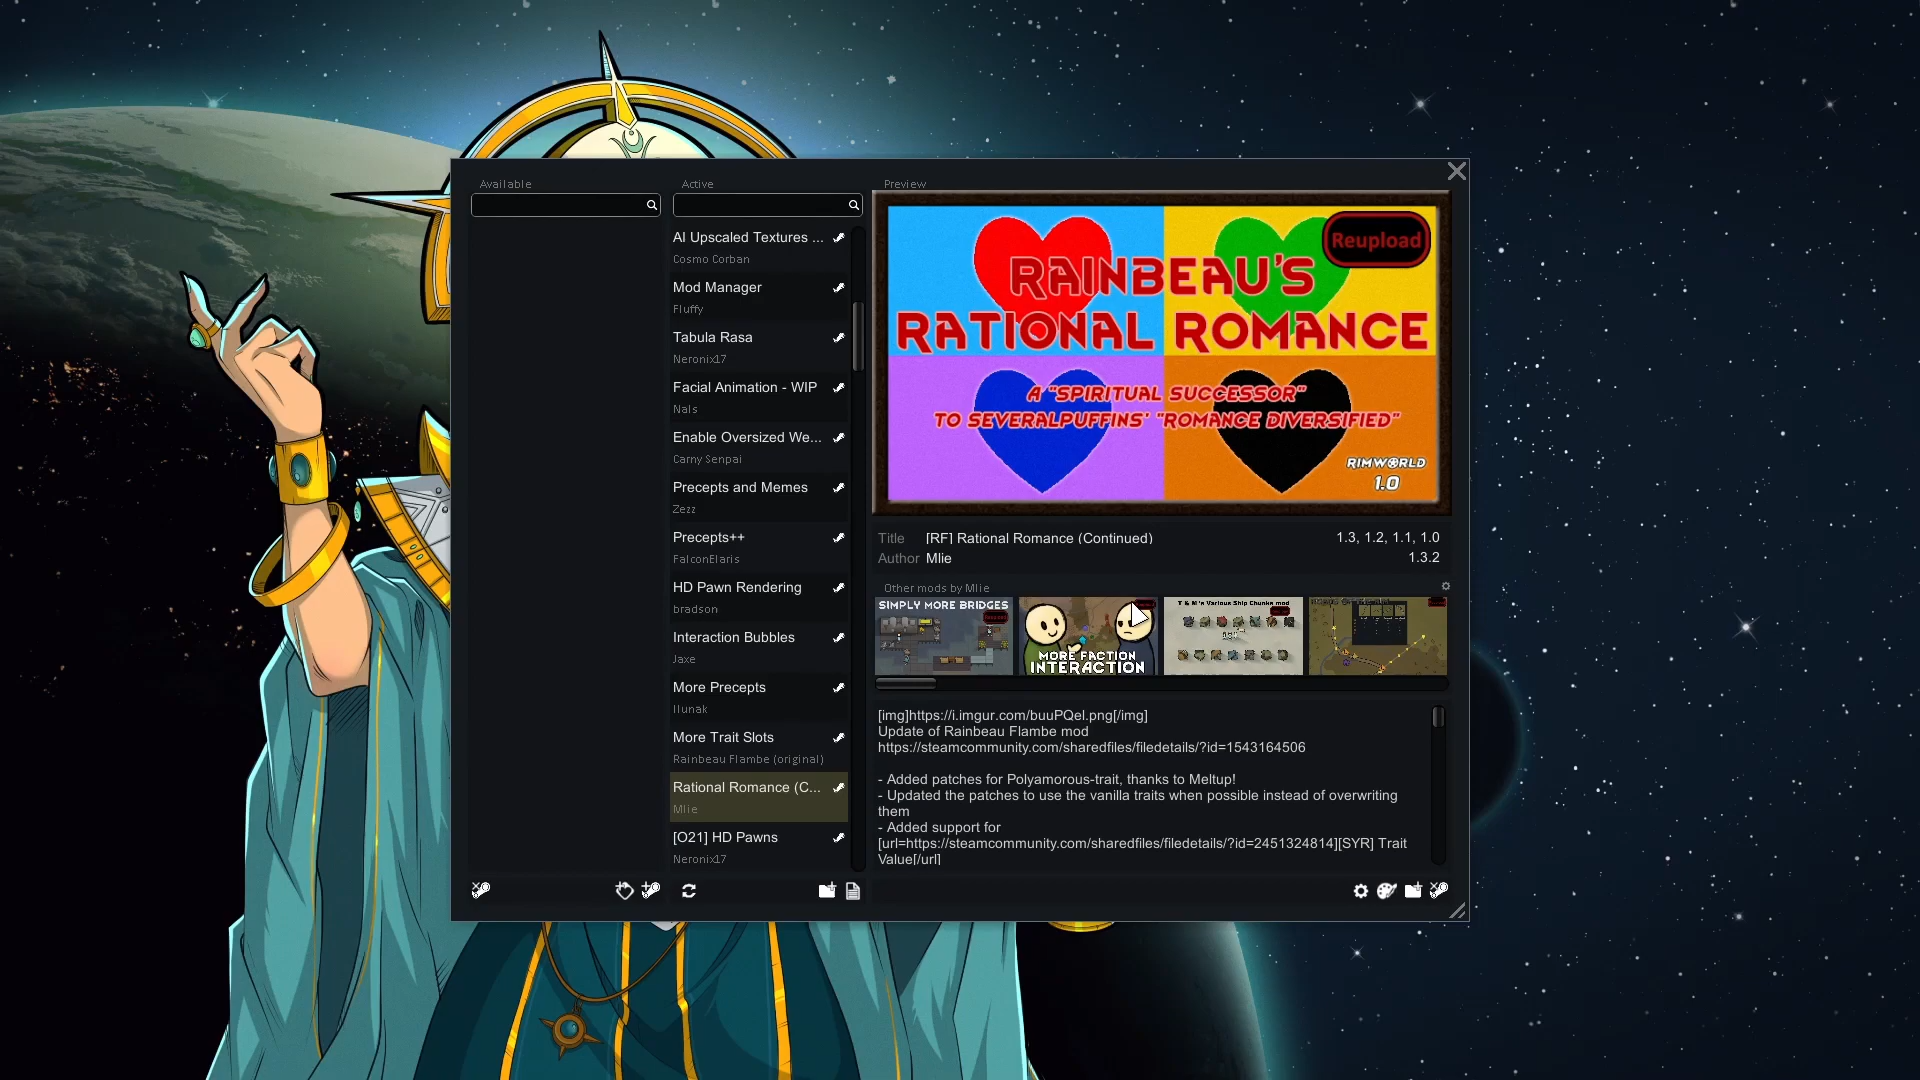 Available
Active
Preview
AI Upscaled Textures ...
Cosmo Corban
Mod Manager
Fluffy
Tabula Rasa
Neronix17
Facial Animation - WIP
Nals
Enable Oversized We...
Carny Senpai
Precepts and Memes
Zezz
Precepts++
FalconElaris
HD Pawn Rendering
bradson
Interaction Bubbles
Jaxe
More Precepts
llunak
More Trait Slots
Rainbeau Flambe (original)
Rational Romance (C...
Mlie
[O21] HD Pawns
Neronix17
Reupload
RAINBEAU'S
RATIONAL ROMANCE
A "SPIRITUAL SUCCESSOR"
TO SEVERALPUFFINS' "ROMANCE DIVERSIFIED"
RIMWORLD
1.0
Title [RF] Rational Romance (Continued) 1.3, 1.2, 1.1, 1.0
Author Mlie 1.3.2
Other mods by Mlie
SIMPLY MORE BRIDGES
MORE FACTION
INTERACTION
T & M's Various Ship Chunks mod
[img]https://i.imgur.com/buuPQel.png[/img]
Update of Rainbeau Flambe mod
https://steamcommunity.com/sharedfiles/filedetails/?id=1543164506
- Added patches for Polyamorous-trait, thanks to Meltup!
- Updated the patches to use the vanilla traits when possible instead of overwriting
them
- Added support for
[url=https://steamcommunity.com/sharedfiles/filedetails/?id=2451324814][SYR] Trait
Value[/url]